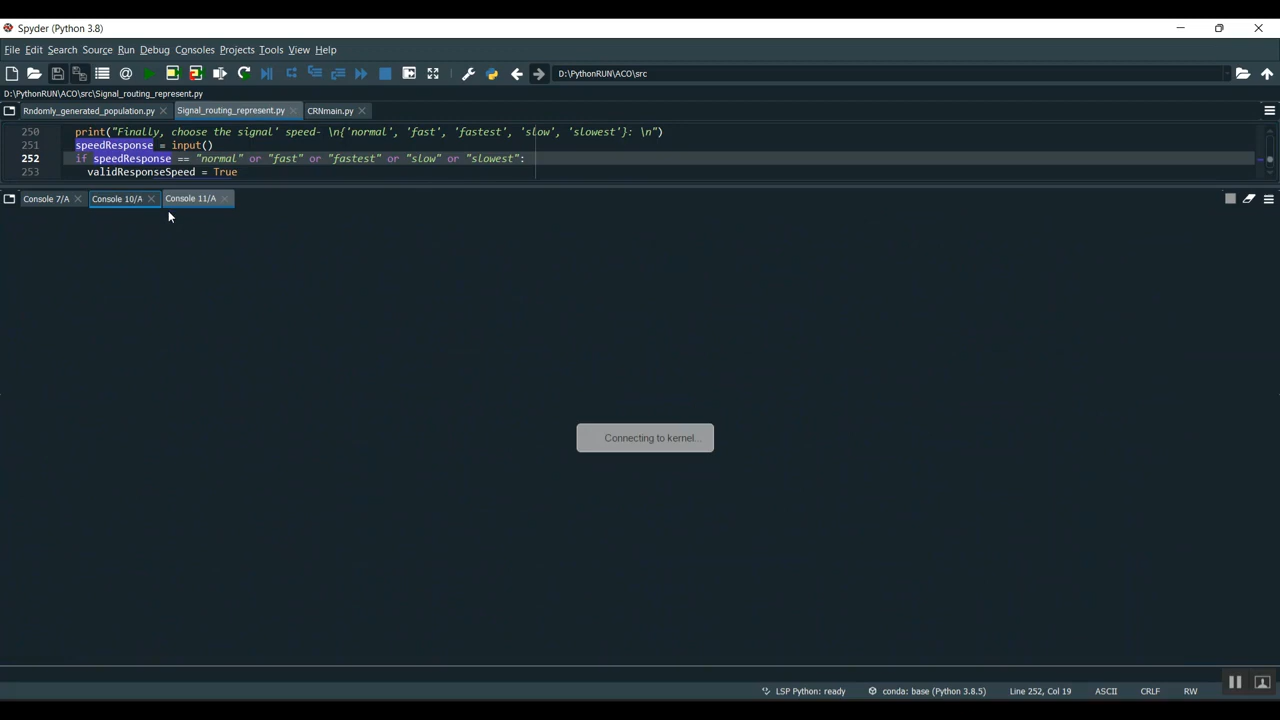 Spyder (Python 3.8)
File Edit Search Source Run Debug Consoles Projects Tools View Help
D:\PythonRUN\ACO\src
D:\PythonRUN\ACO\src\Signal_routing_represent.py
Rndomly_generated_population.py Signal_routing_represent.py CRNmain.py
250 print("Finally, choose the signal' speed- \n{'normal', 'fast', 'fastest', 'slow', 'slowest'}: \n")
251 speedResponse = input()
252 if speedResponse == "normal" or "fast" or "fastest" or "slow" or "slowest":
253 validResponseSpeed = True
Console 7/A Console 10/A Console 11/A
Connecting to kernel...
LSP Python: ready conda: base (Python 3.8.5) Line 252, Col 19 ASCII CRLF RW